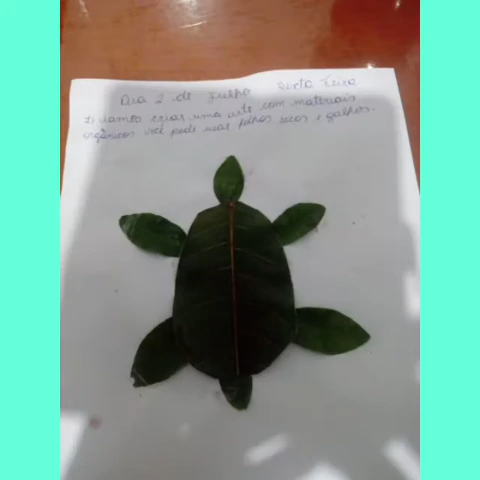 Dia 2 de Julho Sexta Feira
1) vamos criar uma arte com materiais
orgânicos você pode usar folhas secas e galhos.